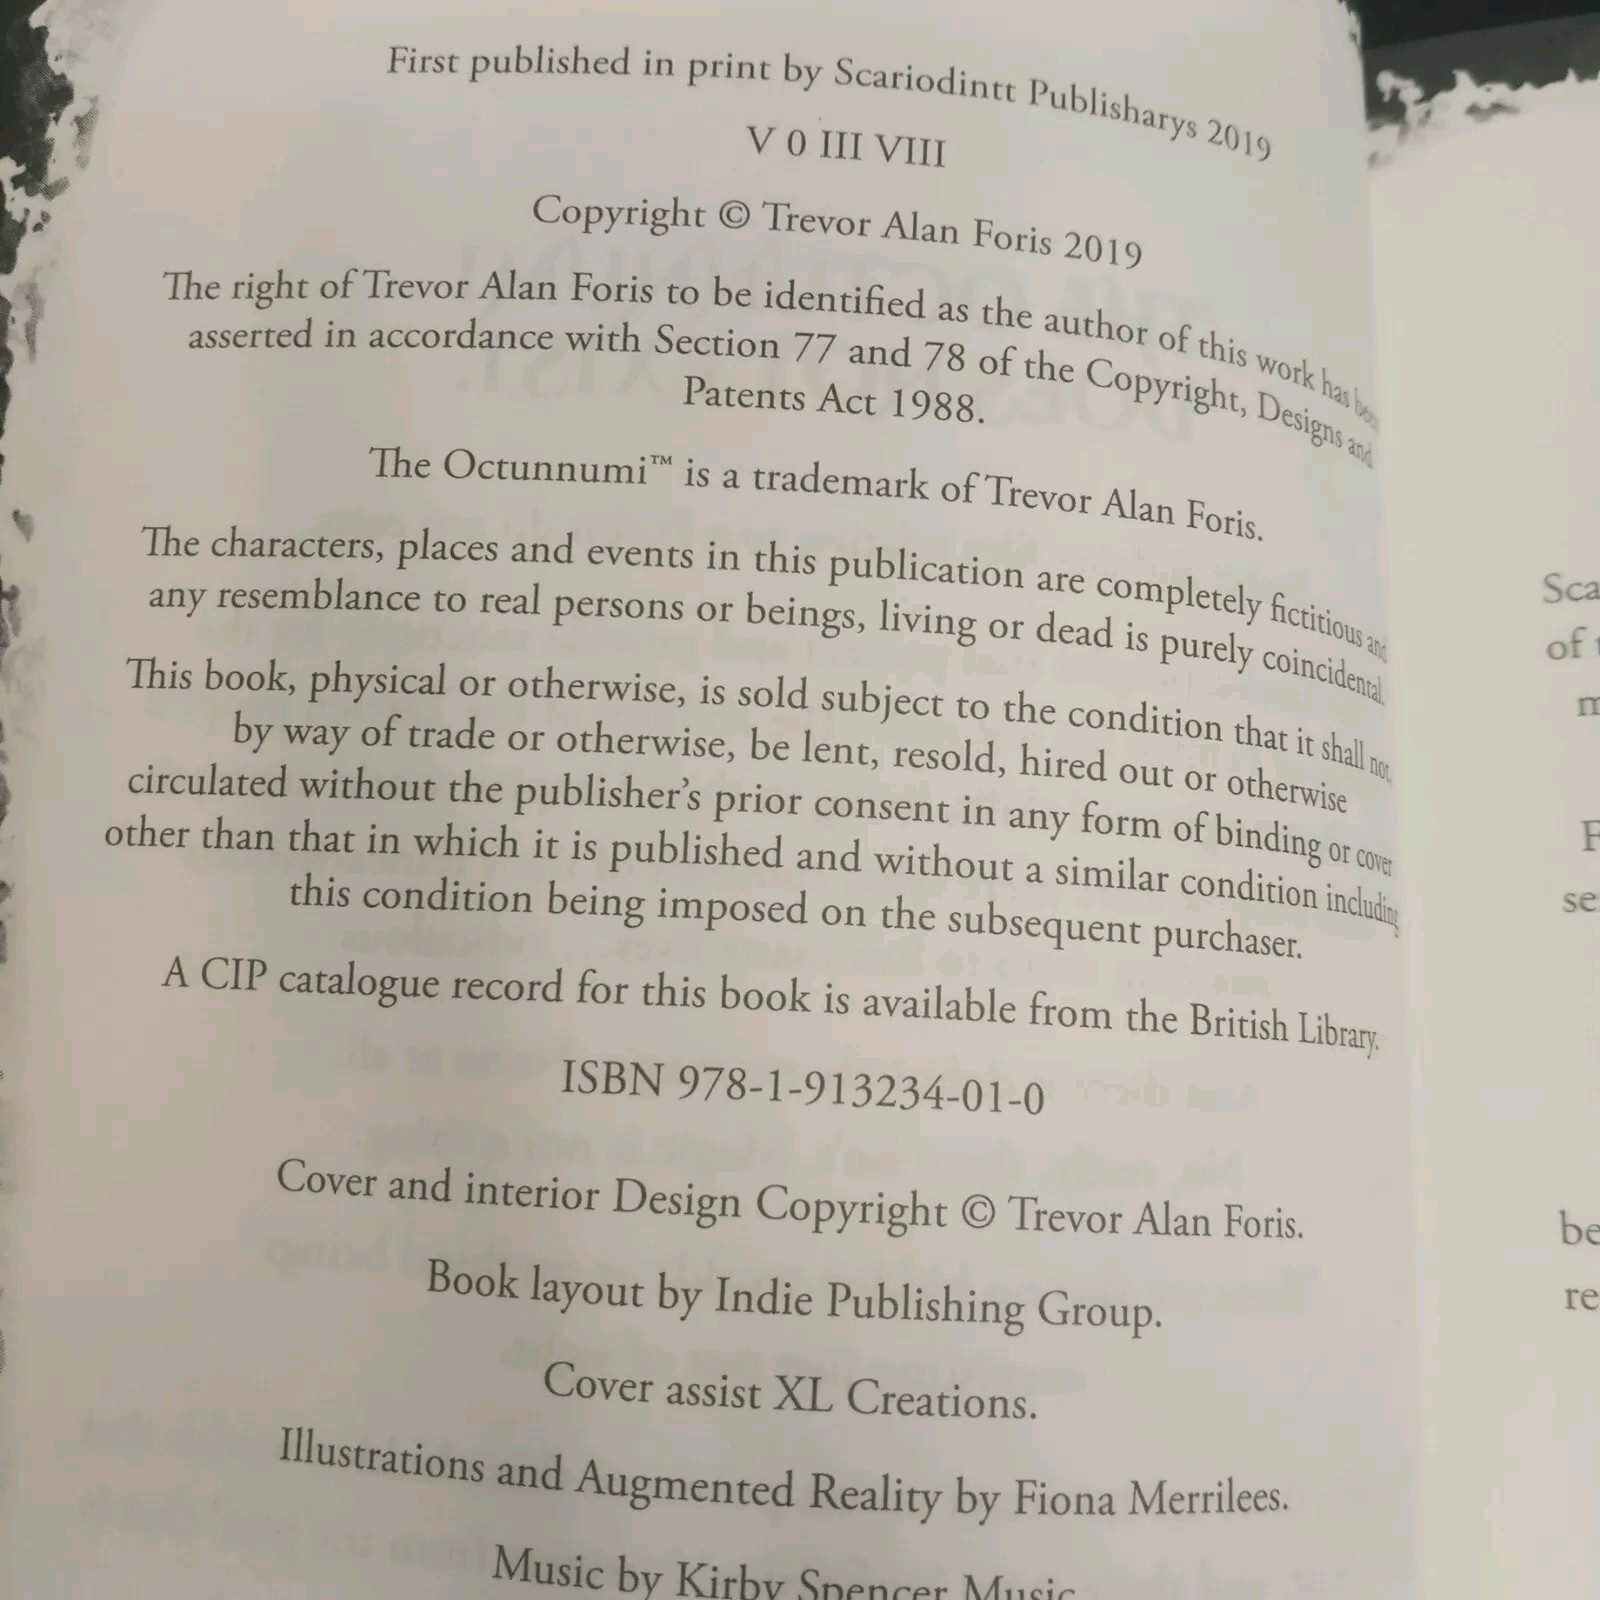 First published in print by Scariodintt Publisharys 2019
V 0 III VIII
Copyright © Trevor Alan Foris 2019
The right of Trevor Alan Foris to be identified as the author of this work has been
asserted in accordance with Section 77 and 78 of the Copyright, Designs and
Patents Act 1988.
The Octunnumi™ is a trademark of Trevor Alan Foris.
The characters, places and events in this publication are completely fictitious and
any resemblance to real persons or beings, living or dead is purely coincidental.
This book, physical or otherwise, is sold subject to the condition that it shall not,
by way of trade or otherwise, be lent, resold, hired out or otherwise
circulated without the publisher's prior consent in any form of binding or cover
other than that in which it is published and without a similar condition including
this condition being imposed on the subsequent purchaser.
A CIP catalogue record for this book is available from the British Library.
ISBN 978-1-913234-01-0
Cover and interior Design Copyright © Trevor Alan Foris.
Book layout by Indie Publishing Group.
Cover assist XL Creations.
Illustrations and Augmented Reality by Fiona Merrilees.
Music by Kirby Spencer Music
Sca
of
m
F
se
be
re